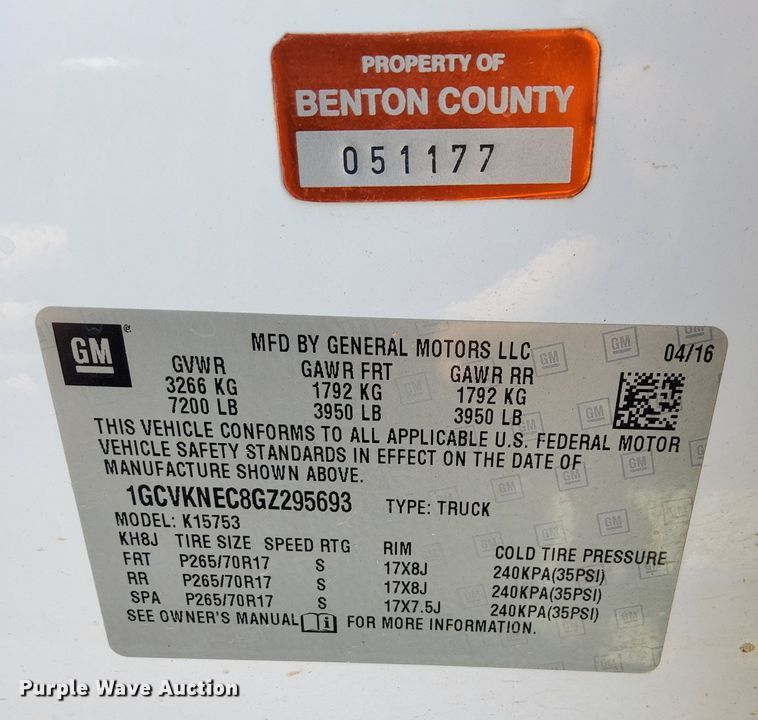 PROPERTY OF
BENTON COUNTY
051177
GM®
MFD BY GENERAL MOTORS LLC
04/16
GVWR GAWR FRT GAWR RR
3266 KG 1792 KG 1792 KG
7200 LB 3950 LB 3950 LB
THIS VEHICLE CONFORMS TO ALL APPLICABLE U.S. FEDERAL MOTOR
VEHICLE SAFETY STANDARDS IN EFFECT ON THE DATE OF
MANUFACTURE SHOWN ABOVE.
1GCVKNEC8GZ295693 TYPE: TRUCK
MODEL: K15753
KH8J TIRE SIZE SPEED RTG RIM COLD TIRE PRESSURE
FRT P265/70R17 S 17X8J 240KPA(35PSI)
RR P265/70R17 S 17X8J 240KPA(35PSI)
SPA P265/70R17 S 17X7.5J 240KPA(35PSI)
SEE OWNER'S MANUAL i FOR MORE INFORMATION.
Purple Wave Auction